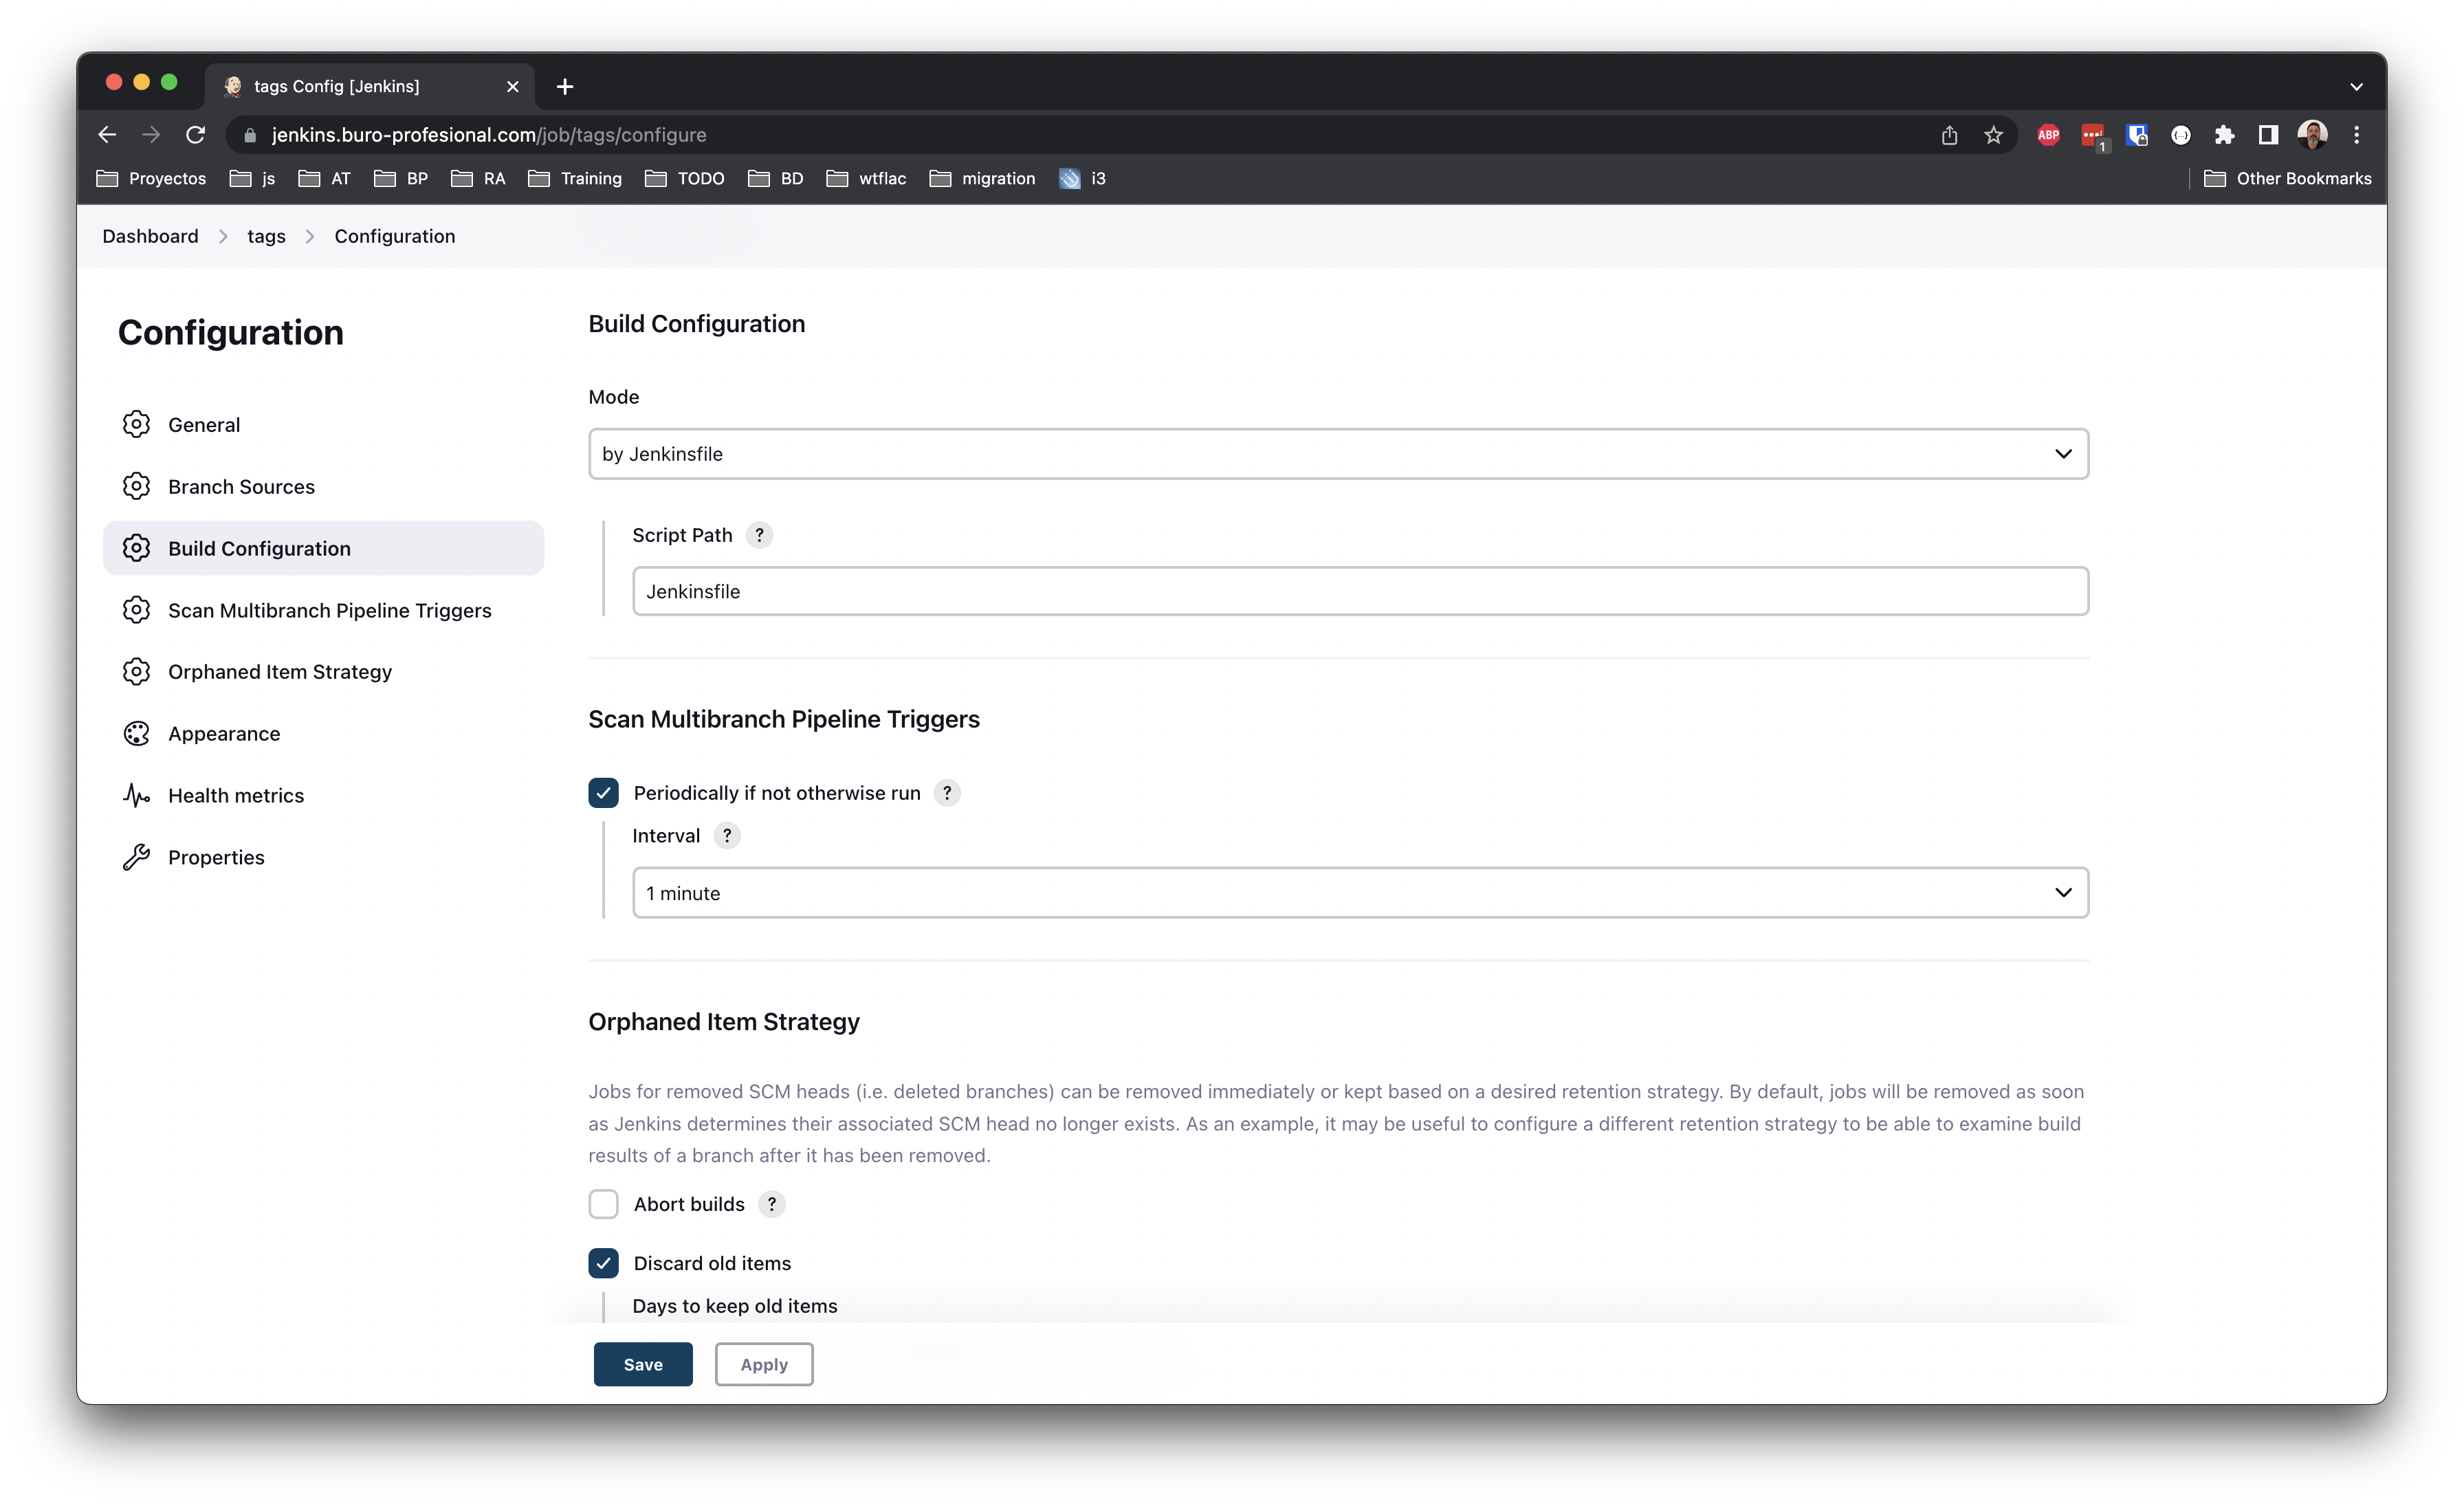 tags Config [Jenkins]
jenkins.buro-profesional.com/job/tags/configure
ABP
1
Proyectos js AT BP RA Training TODO BD wtflac migration i3 Other Bookmarks
Dashboard tags Configuration
Configuration
General
Branch Sources
Build Configuration
Scan Multibranch Pipeline Triggers
Orphaned Item Strategy
Appearance
Health metrics
Properties
Build Configuration
Mode
by Jenkinsfile
Script Path ?
Jenkinsfile
Scan Multibranch Pipeline Triggers
Periodically if not otherwise run ?
Interval ?
1 minute
Orphaned Item Strategy
Jobs for removed SCM heads (i.e. deleted branches) can be removed immediately or kept based on a desired retention strategy. By default, jobs will be removed as soon
as Jenkins determines their associated SCM head no longer exists. As an example, it may be useful to configure a different retention strategy to be able to examine build
results of a branch after it has been removed.
Abort builds ?
Discard old items
Days to keep old items
Save Apply